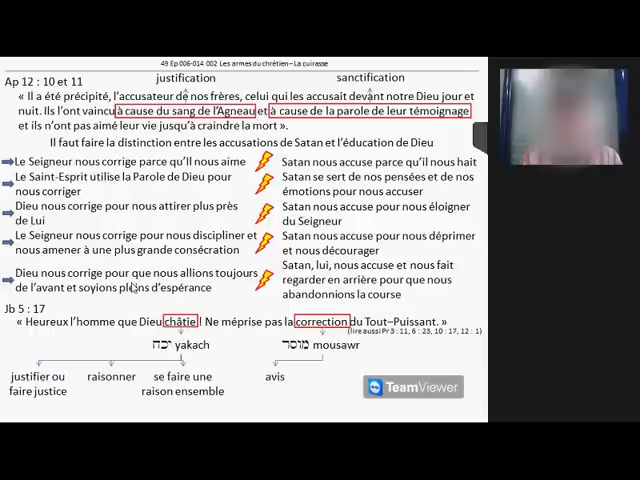 49 Ep 006-014 002 Les armes du chrétien – La cuirasse
Ap 12 : 10 et 11
justification
sanctification
« Il a été précipité, l'accusateur de nos frères, celui qui les accusait devant notre Dieu jour et
nuit. Ils l'ont vaincu à cause du sang de l'Agneau et à cause de la parole de leur témoignage
et ils n'ont pas aimé leur vie jusqu'à craindre la mort ».
Il faut faire la distinction entre les accusations de Satan et l'éducation de Dieu
Le Seigneur nous corrige parce qu'Il nous aime
Satan nous accuse parce qu'il nous hait
Le Saint-Esprit utilise la Parole de Dieu pour
nous corriger
Satan se sert de nos pensées et de nos
émotions pour nous accuser
Dieu nous corrige pour nous attirer plus près
de Lui
Satan nous accuse pour nous éloigner
du Seigneur
Le Seigneur nous corrige pour nous discipliner et
nous amener à une plus grande consécration
Satan nous accuse pour nous déprimer
et nous décourager
Dieu nous corrige pour que nous allions toujours
de l'avant et soyions pleins d'espérance
Satan, lui, nous accuse et nous fait
regarder en arrière pour que nous
abandonnions la course
Jb 5 : 17
« Heureux l'homme que Dieu châtie ! Ne méprise pas la correction du Tout–Puissant. »
(lire aussi Pr 3 : 11, 6 : 23, 10 : 17, 12 : 1)
יכח yakach
מוסר mousawr
justifier ou
faire justice
raisonner
se faire une
raison ensemble
avis
TeamViewer